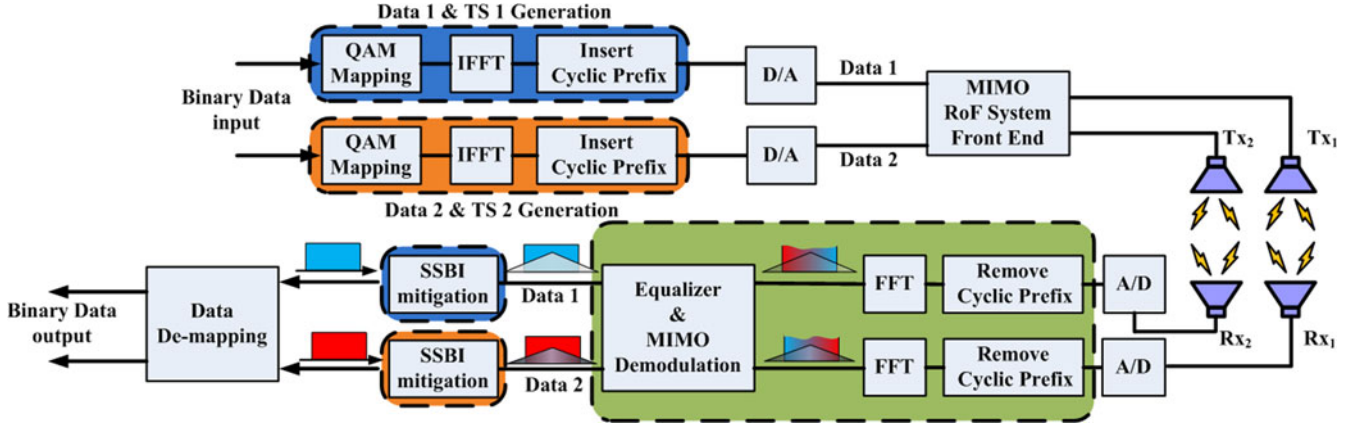 Data 1 & TS 1 Generation
QAM
Mapping
IFFT
Insert
Cyclic Prefix
D/A
Data 1
MIMO
RoF System
Front End
Binary Data
input
QAM
Mapping
IFFT
Insert
Cyclic Prefix
D/A
Data 2
Tx₂
Tx₁
Data 2 & TS 2 Generation
Binary Data
output
Data
De-mapping
SSBI
mitigation
Data 1
Equalizer
&
MIMO
Demodulation
FFT
Remove
Cyclic Prefix
A/D
SSBI
mitigation
Data 2
FFT
Remove
Cyclic Prefix
A/D
Rx₂
Rx₁